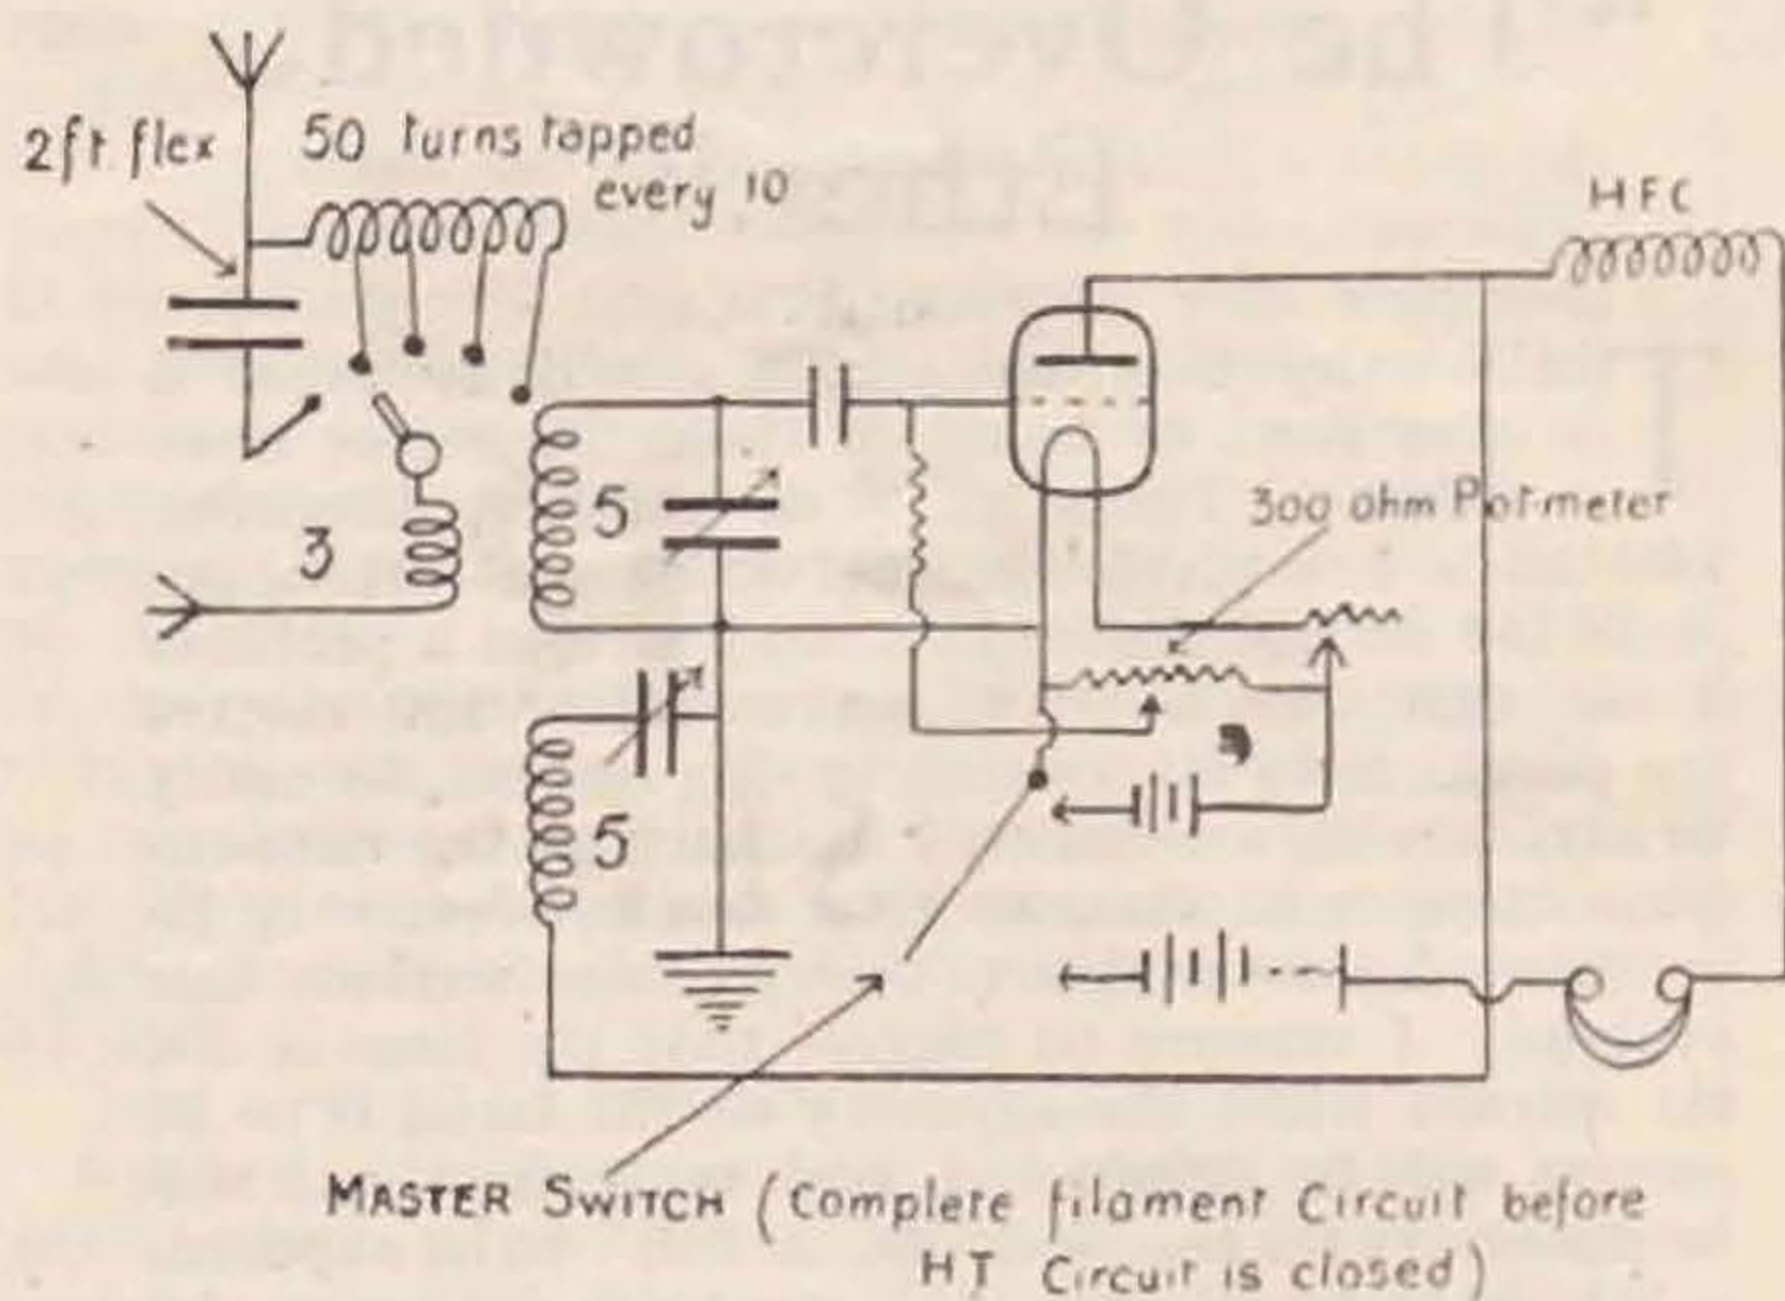 2ft flex
50 turns tapped
every 10
HFC
5
300 ohm Pot-meter
3
5
MASTER SWITCH (Complete filament Circuit before
HT Circuit is closed)